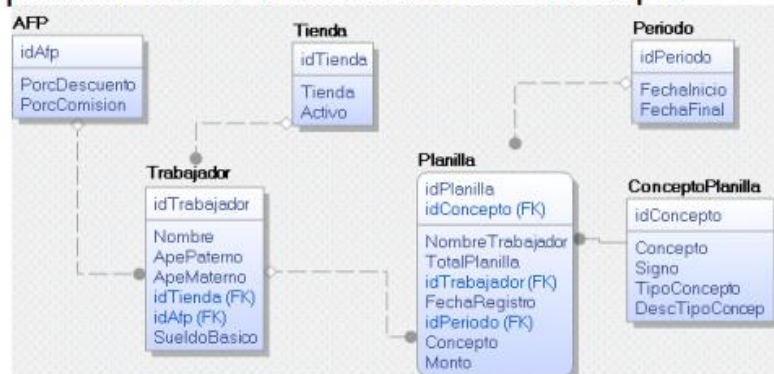 AFP
idAfp
PorcDescuento
PorcComision
Tienda
idTienda
Tienda
Activo
Periodo
idPeriodo
FechaInicio
FechaFinal
Trabajador
idTrabajador
Nombre
ApePaterno
ApeMaterno
idTienda (FK)
idAfp (FK)
SueldoBasico
Planilla
idPlanilla
idConcepto (FK)
NombreTrabajador
TotalPlanilla
idTrabajador (FK)
FechaRegistro
idPeriodo (FK)
Concepto
Monto
ConceptoPlanilla
idConcepto
Concepto
Signo
TipoConcepto
DescTipoConcep